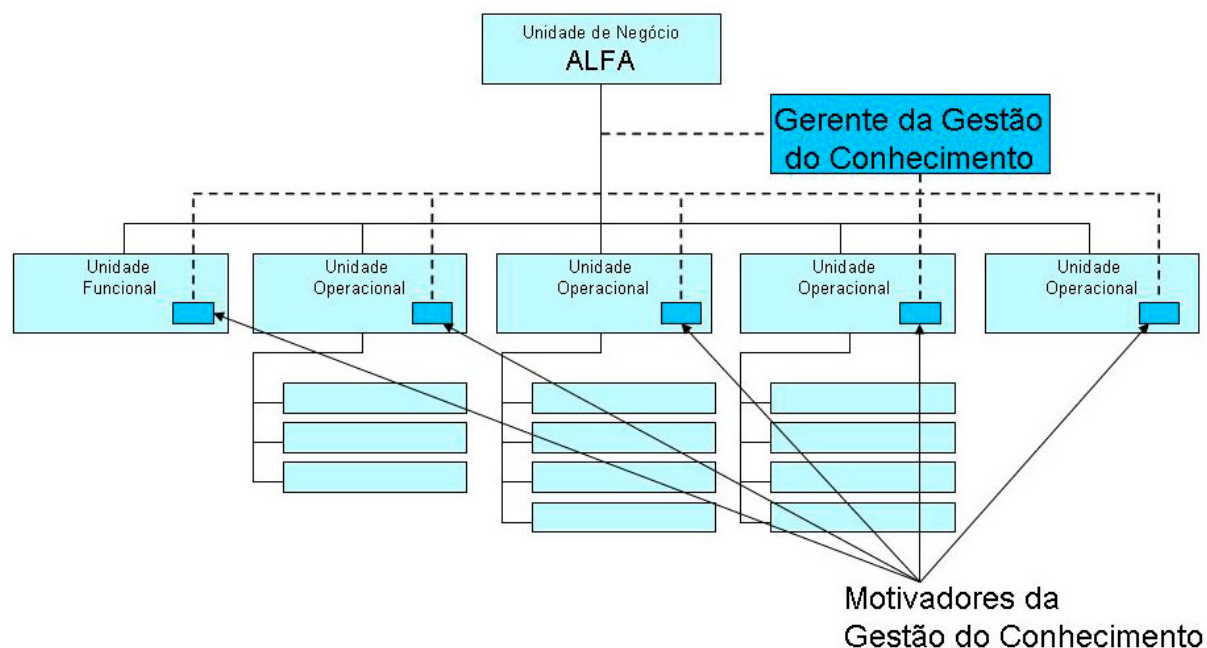 Unidade de Negócio
ALFA
Gerente da Gestão
do Conhecimento
Unidade
Funcional
Unidade
Operacional
Unidade
Operacional
Unidade
Operacional
Unidade
Operacional
Motivadores da
Gestão do Conhecimento